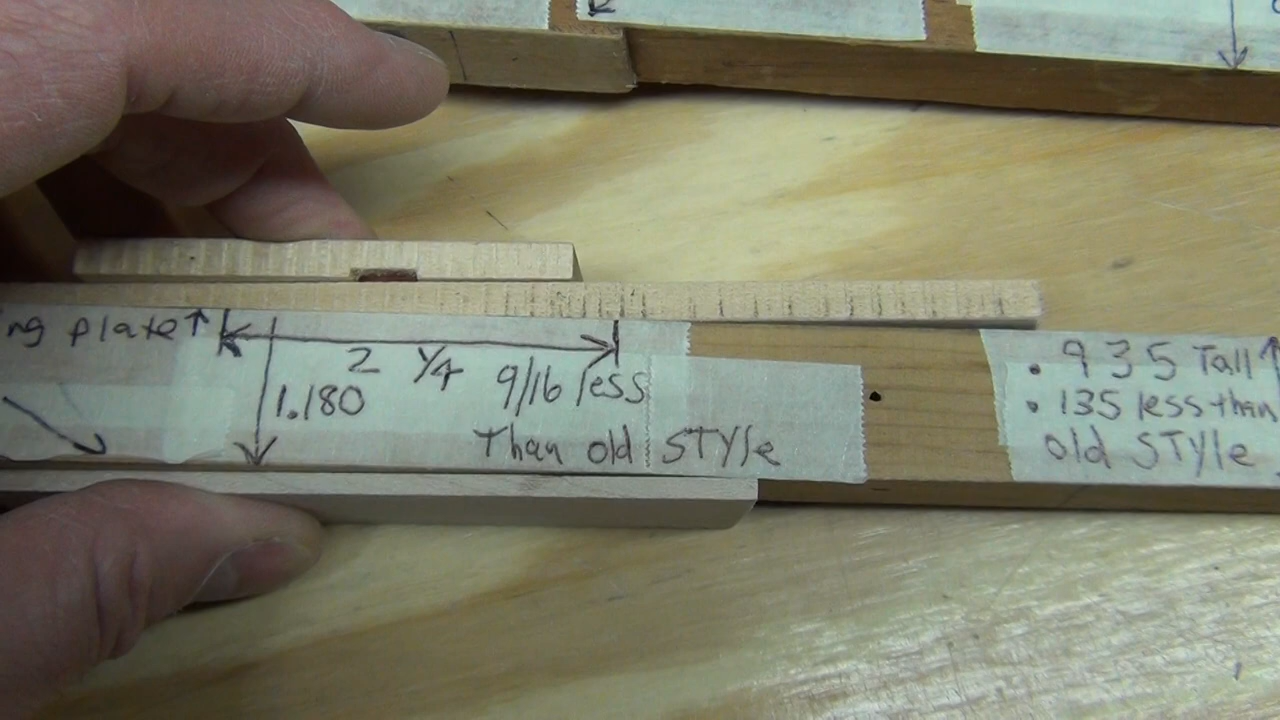 ng plate↑
2 1/4 9/16 less
1.180
Than old STYle
.935 Tall
.135 less than
old STYle